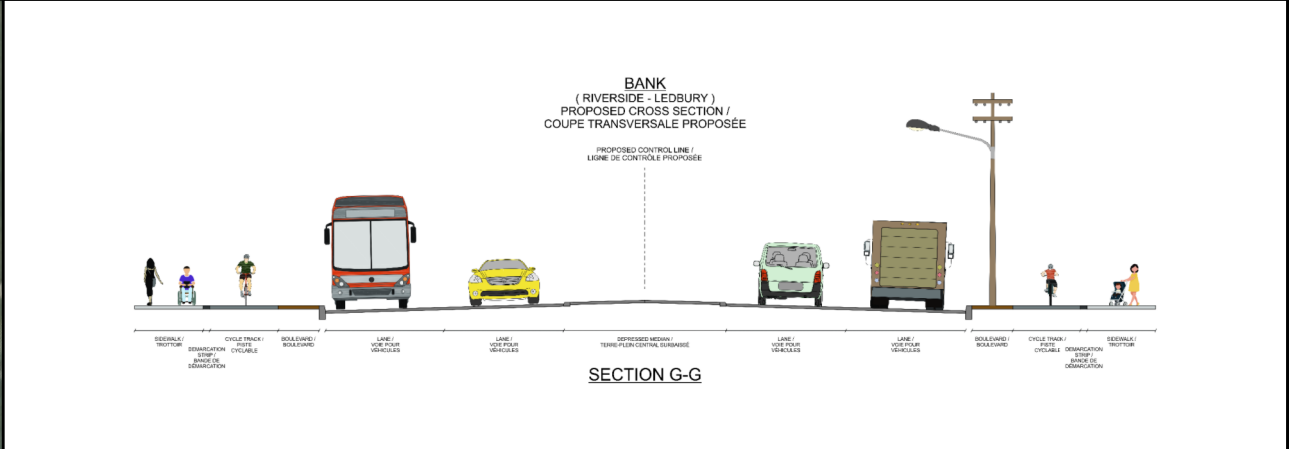 BANK
( RIVERSIDE - LEDBURY )
PROPOSED CROSS SECTION /
COUPE TRANSVERSALE PROPOSÉE
PROPOSED CONTROL LINE /
LIGNE DE CONTRÔLE PROPOSÉE
SIDEWALK /
TROTTOIR
DEMARCATION
STRIP /
BANDE DE
DÉMARCATION
CYCLE TRACK /
PISTE
CYCLABLE
BOULEVARD /
BOULEVARD
LANE /
VOIE POUR
VÉHICULES
LANE /
VOIE POUR
VÉHICULES
DEPRESSED MEDIAN /
TERRE-PLEIN CENTRAL SURBAISSÉ
LANE /
VOIE POUR
VÉHICULES
LANE /
VOIE POUR
VÉHICULES
BOULEVARD /
BOULEVARD
CYCLE TRACK /
PISTE
CYCLABLE
DEMARCATION
STRIP /
BANDE DE
DÉMARCATION
SIDEWALK /
TROTTOIR
SECTION G-G